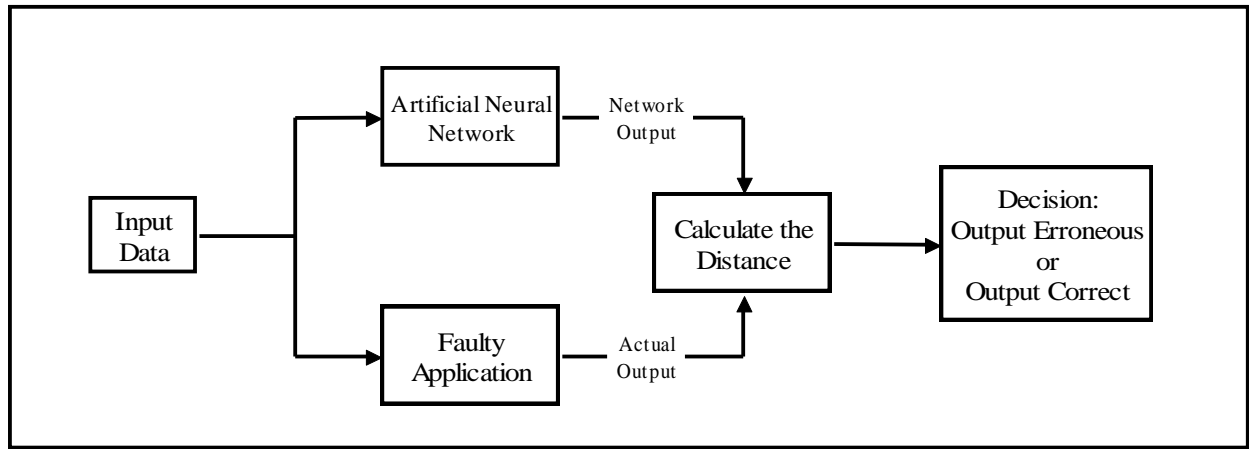 Input
Data
Artificial Neural
Network
Network
Output
Faulty
Application
Actual
Output
Calculate the
Distance
Decision:
Output Erroneous
or
Output Correct